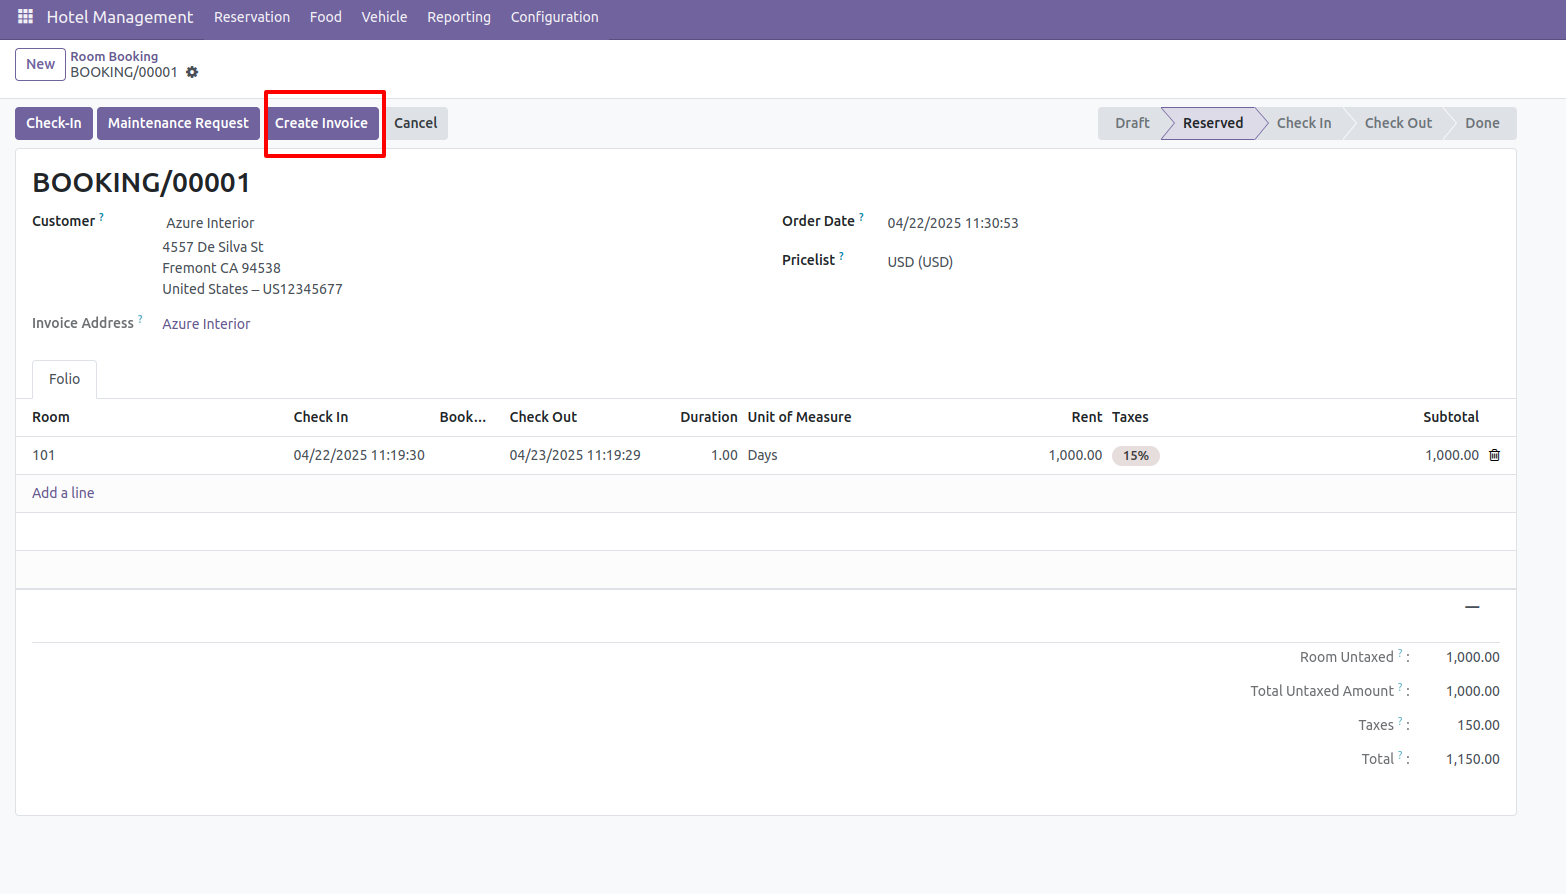 Hotel Management Reservation Food Vehicle Reporting Configuration
New Room Booking
BOOKING/00001
Check-In Maintenance Request Create Invoice Cancel Draft Reserved Check In Check Out Done
BOOKING/00001
Customer ? Azure Interior Order Date ? 04/22/2025 11:30:53
4557 De Silva St
Fremont CA 94538 Pricelist ? USD (USD)
United States – US12345677
Invoice Address ? Azure Interior
Folio
Room Check In Book... Check Out Duration Unit of Measure Rent Taxes Subtotal
101 04/22/2025 11:19:30 04/23/2025 11:19:29 1.00 Days 1,000.00 15% 1,000.00
Add a line
Room Untaxed ? : 1,000.00
Total Untaxed Amount ? : 1,000.00
Taxes ? : 150.00
Total ? : 1,150.00